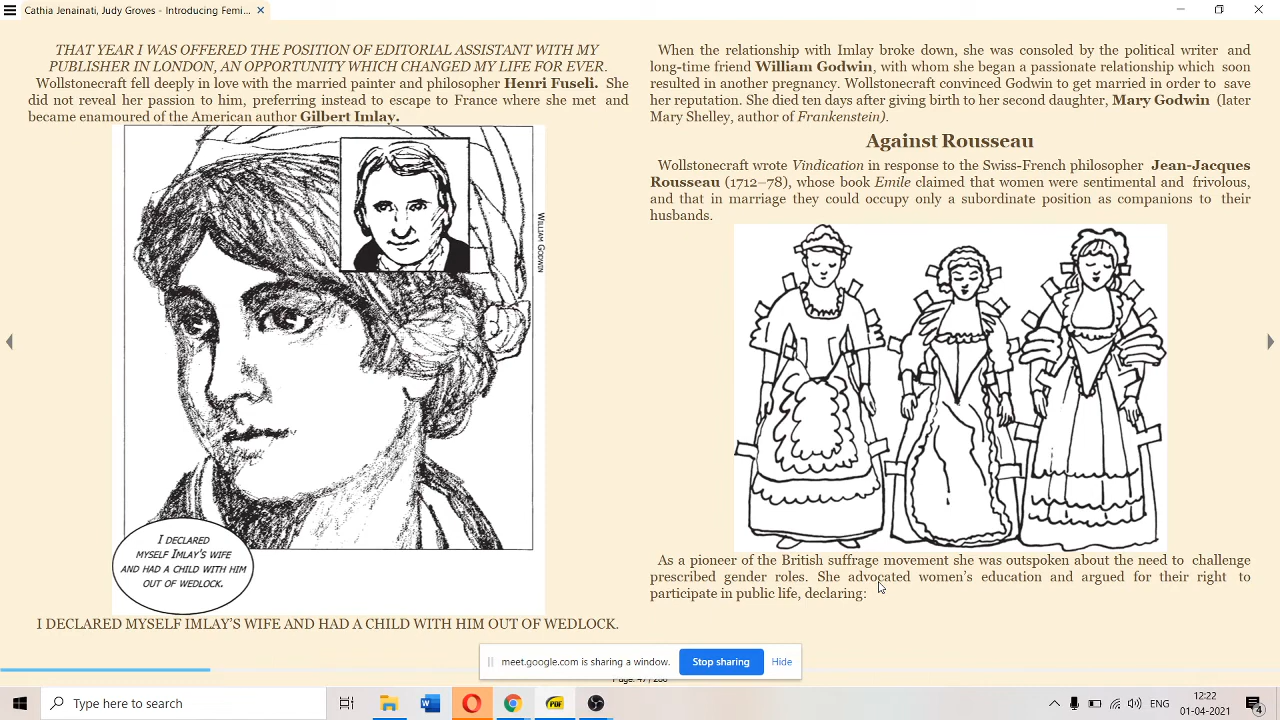 Cathia Jenainati, Judy Groves - Introducing Femi...
THAT YEAR I WAS OFFERED THE POSITION OF EDITORIAL ASSISTANT WITH MY
PUBLISHER IN LONDON, AN OPPORTUNITY WHICH CHANGED MY LIFE FOR EVER.
Wollstonecraft fell deeply in love with the married painter and philosopher Henri Fuseli. She
did not reveal her passion to him, preferring instead to escape to France where she met and
became enamoured of the American author Gilbert Imlay.
WILLIAM GODWIN
I DECLARED
MYSELF IMLAY'S WIFE
AND HAD A CHILD WITH HIM
OUT OF WEDLOCK.
I DECLARED MYSELF IMLAY'S WIFE AND HAD A CHILD WITH HIM OUT OF WEDLOCK.
When the relationship with Imlay broke down, she was consoled by the political writer and
long-time friend William Godwin, with whom she began a passionate relationship which soon
resulted in another pregnancy. Wollstonecraft convinced Godwin to get married in order to save
her reputation. She died ten days after giving birth to her second daughter, Mary Godwin (later
Mary Shelley, author of Frankenstein).
Against Rousseau
Wollstonecraft wrote Vindication in response to the Swiss-French philosopher Jean-Jacques
Rousseau (1712–78), whose book Emile claimed that women were sentimental and frivolous,
and that in marriage they could occupy only a subordinate position as companions to their
husbands.
As a pioneer of the British suffrage movement she was outspoken about the need to challenge
prescribed gender roles. She advocated women's education and argued for their right to
participate in public life, declaring:
meet.google.com is sharing a window.
Stop sharing
Hide
Type here to search
PDF
ENG
12:22
01-04-2021
4